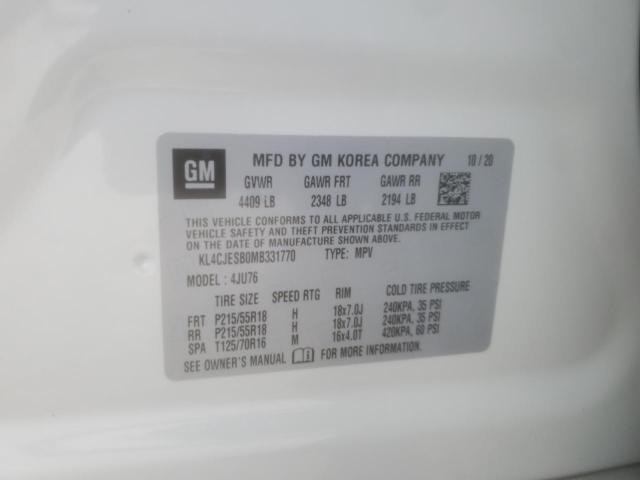 GM MFD BY GM KOREA COMPANY 10/20
GVWR GAWR FRT GAWR RR
4409 LB 2348 LB 2194 LB
THIS VEHICLE CONFORMS TO ALL APPLICABLE U.S. FEDERAL MOTOR
VEHICLE SAFETY AND THEFT PREVENTION STANDARDS IN EFFECT ON THE
DATE OF MANUFACTURE SHOWN ABOVE.
KL4CJESB0MB331770 TYPE: MPV
MODEL: 4JU76
TIRE SIZE SPEED RTG RIM COLD TIRE PRESSURE
FRT P215/55R18 H 18x7.0J 240KPA, 35 PSI
RR P215/55R18 H 18x7.0J 240KPA, 35 PSI
SPA T125/70R16 M 16x4.0T 420KPA, 60 PSI
SEE OWNER'S MANUAL FOR MORE INFORMATION.